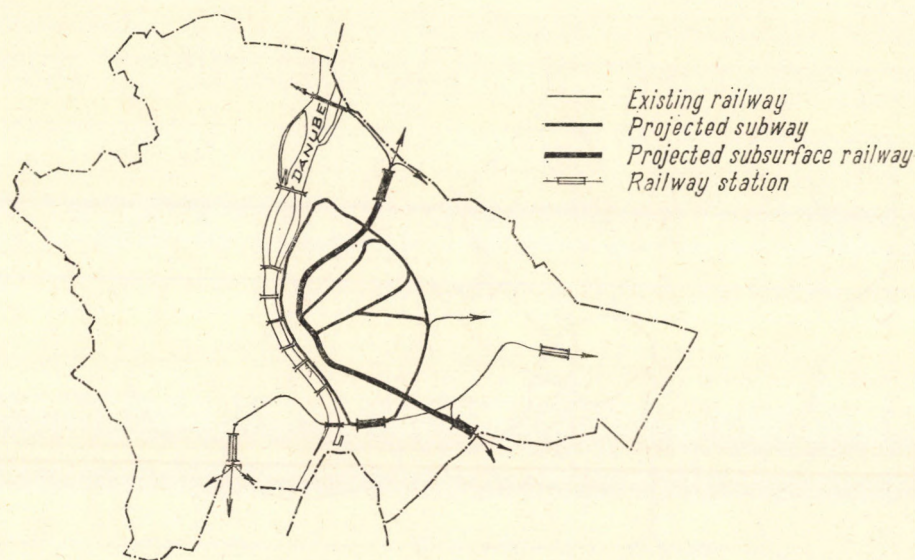 DANUBE
Existing railway
Projected subway
Projected subsurface railway
Railway station